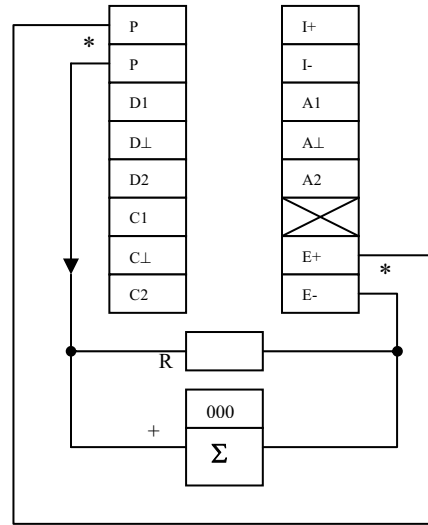 P I+
*
P I-
D1 A1
D⊥ A⊥
D2 A2
C1
C⊥ E+
*
C2 E-
R
000
+
Σ